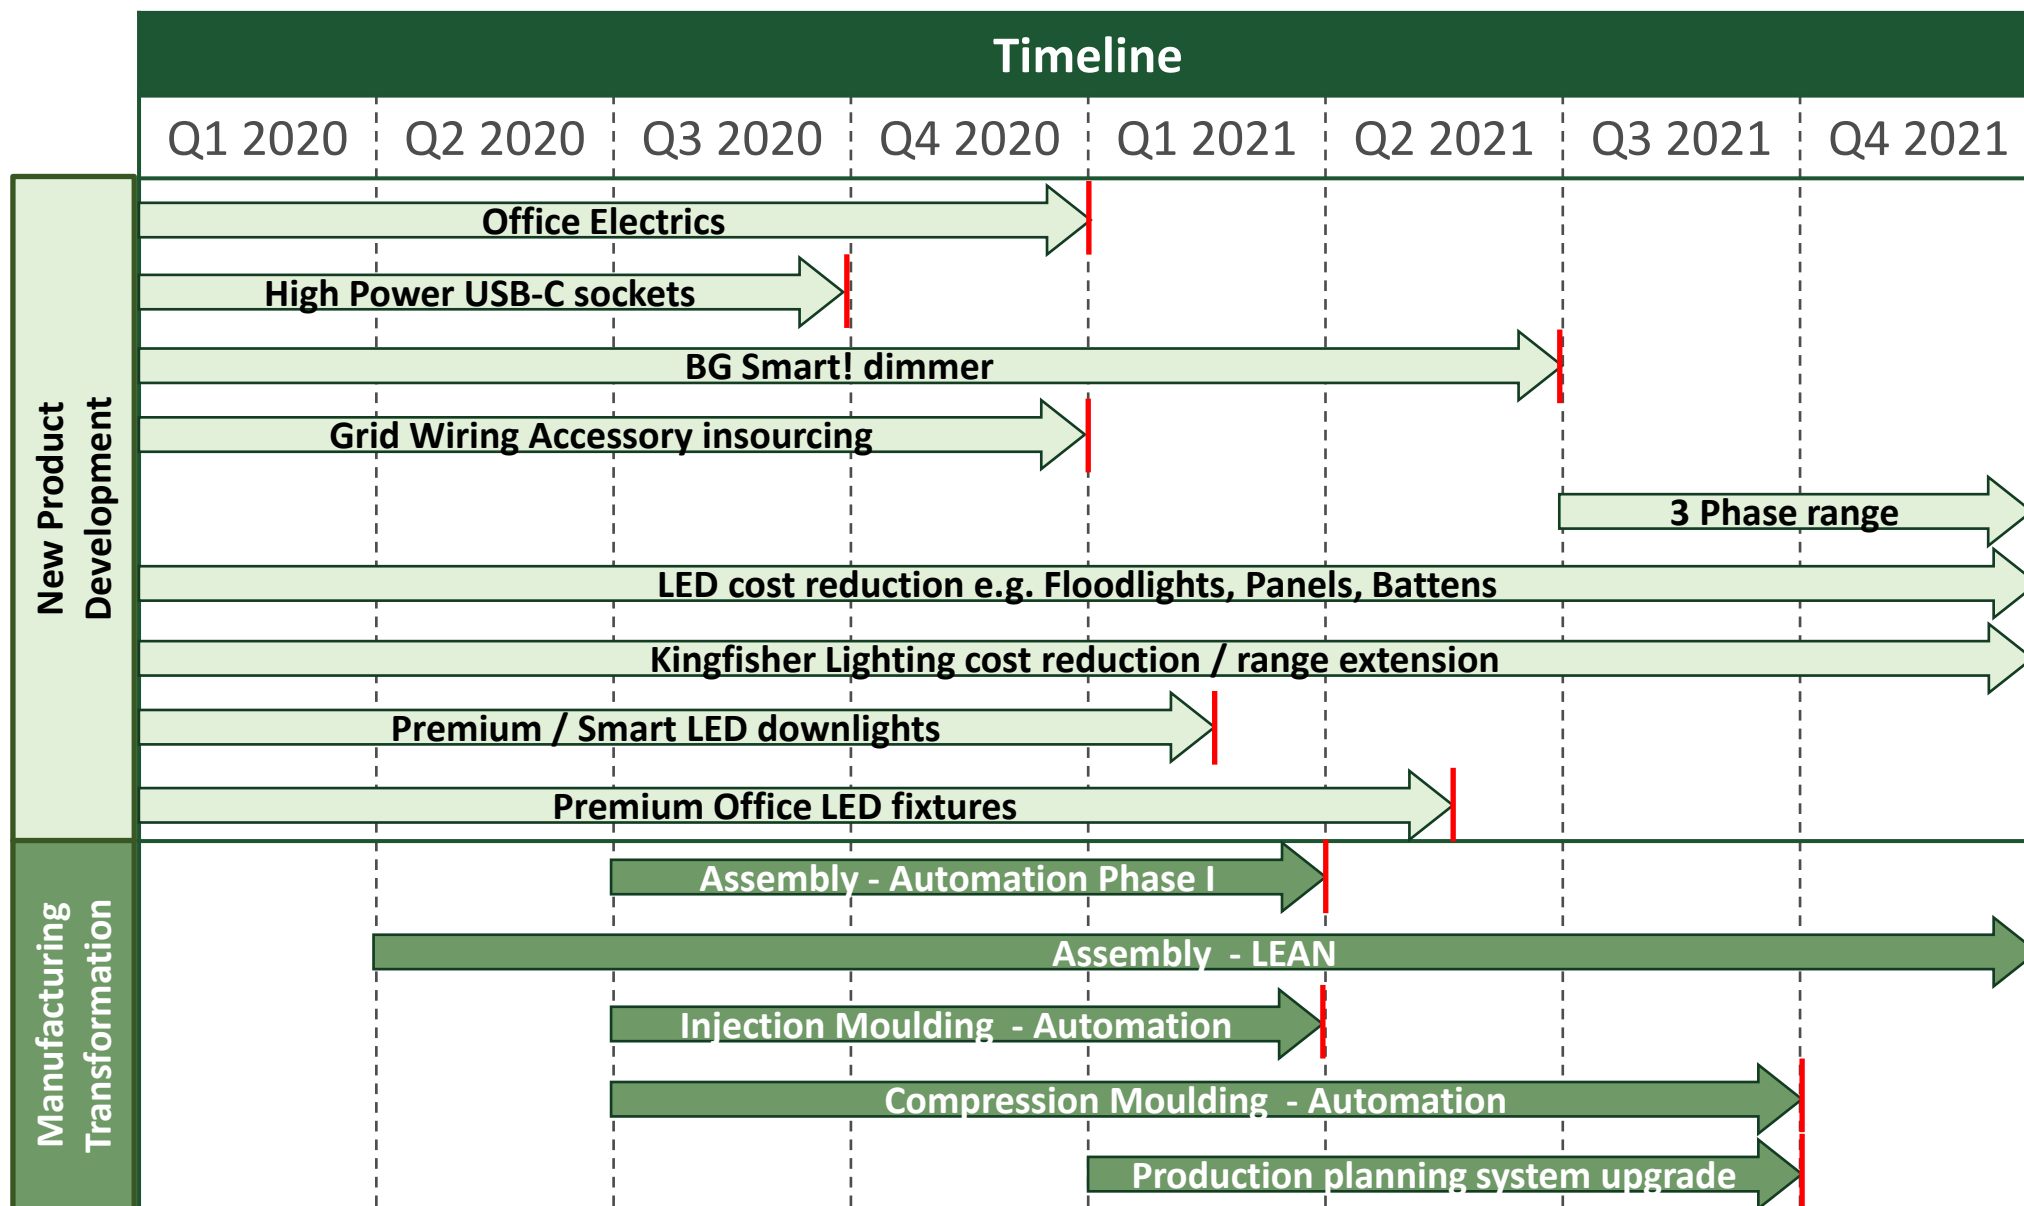 Timeline
Q1 2020 Q2 2020 Q3 2020 Q4 2020 Q1 2021 Q2 2021 Q3 2021 Q4 2021
New Product
Development
Office Electrics
High Power USB-C sockets
BG Smart! dimmer
Grid Wiring Accessory insourcing
3 Phase range
LED cost reduction e.g. Floodlights, Panels, Battens
Kingfisher Lighting cost reduction / range extension
Premium / Smart LED downlights
Premium Office LED fixtures
Manufacturing
Transformation
Assembly - Automation Phase I
Assembly - LEAN
Injection Moulding - Automation
Compression Moulding - Automation
Production planning system upgrade